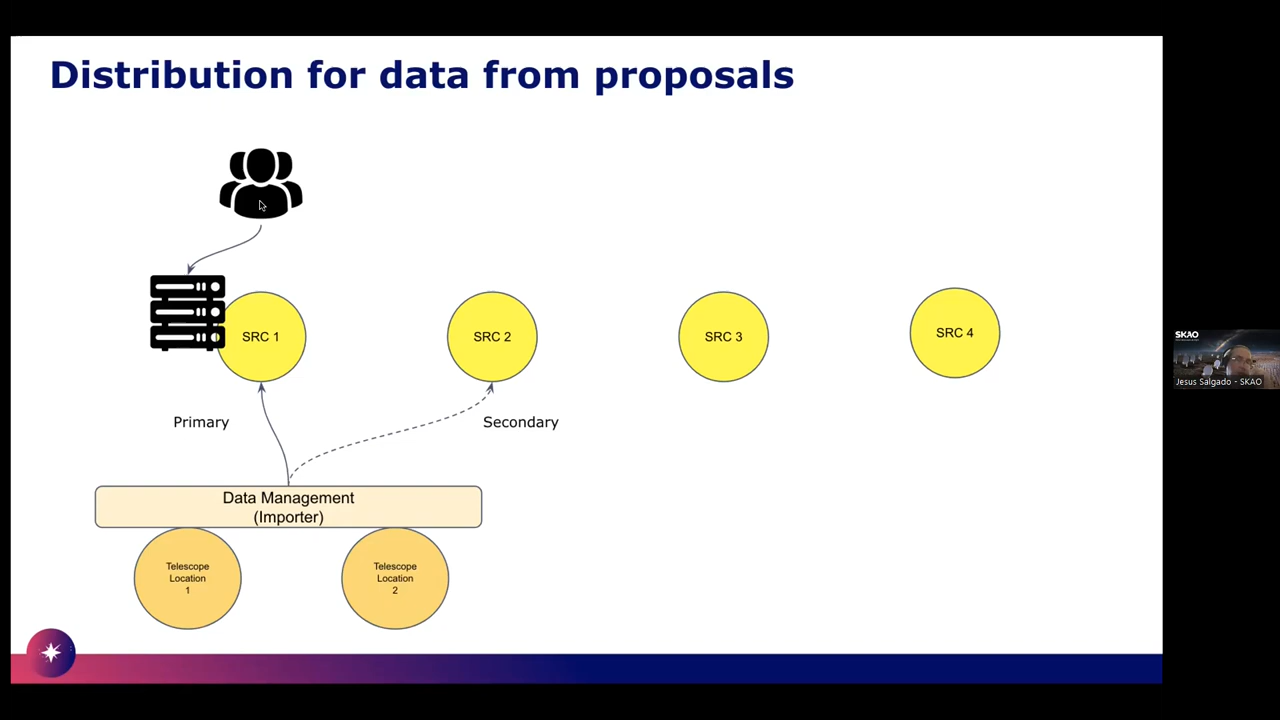 Distribution for data from proposals
SRC 1
SRC 2
SRC 3
SRC 4
Primary
Secondary
Data Management
(Importer)
Telescope
Location
1
Telescope
Location
2
SKAO
Jesus Salgado - SKAO